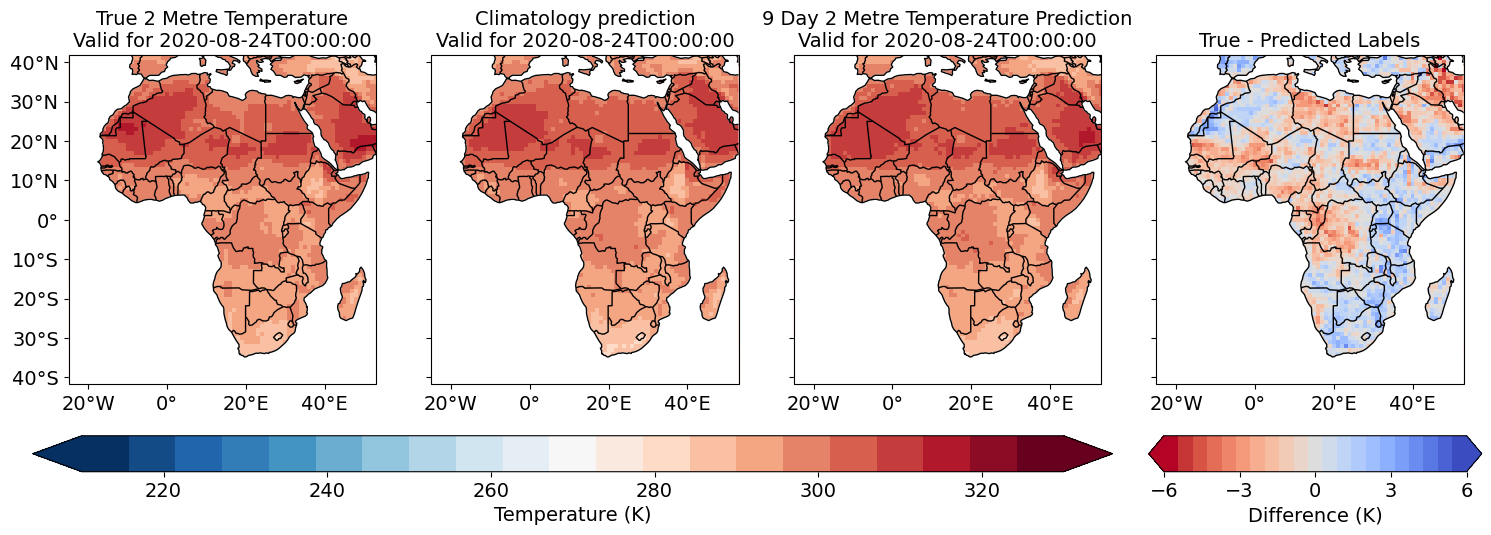 True 2 Metre Temperature
Valid for 2020-08-24T00:00:00
Climatology prediction
Valid for 2020-08-24T00:00:00
9 Day 2 Metre Temperature Prediction
Valid for 2020-08-24T00:00:00
True - Predicted Labels
40°N
30°N
20°N
10°N
0°
10°S
20°S
30°S
40°S
20°W 0° 20°E 40°E
20°W 0° 20°E 40°E
20°W 0° 20°E 40°E
20°W 0° 20°E 40°E
220 240 260 280 300 320
Temperature (K)
−6 −3 0 3 6
Difference (K)